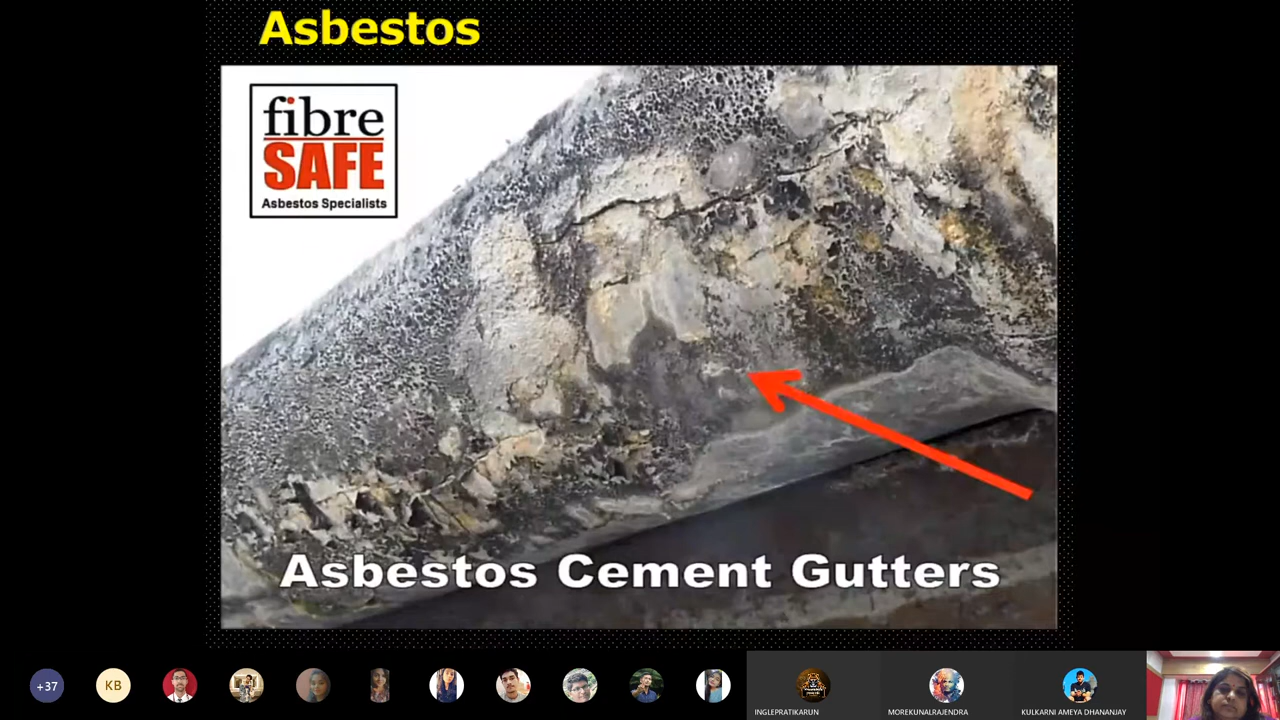 Asbestos
fibre
SAFE
Asbestos Specialists
Asbestos Cement Gutters
+37
KB
INGLEPRATIKARUN
MOREKUNALRAJENDRA
KULKARNI AMEYA DHANANJAY